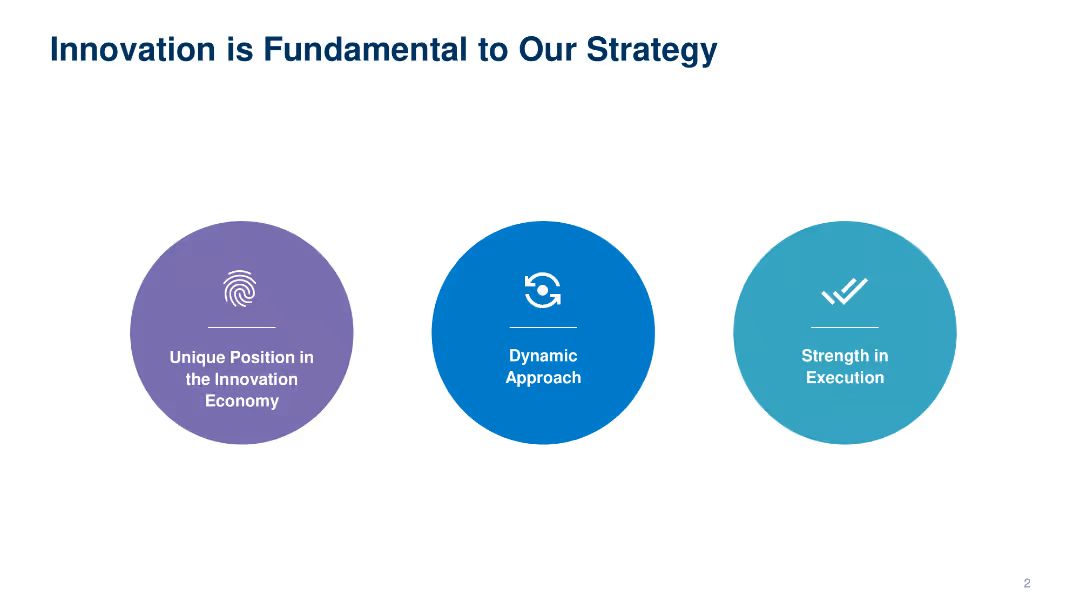 Innovation is Fundamental to Our Strategy
Unique Position in
the Innovation
Economy
Dynamic
Approach
Strength in
Execution
2